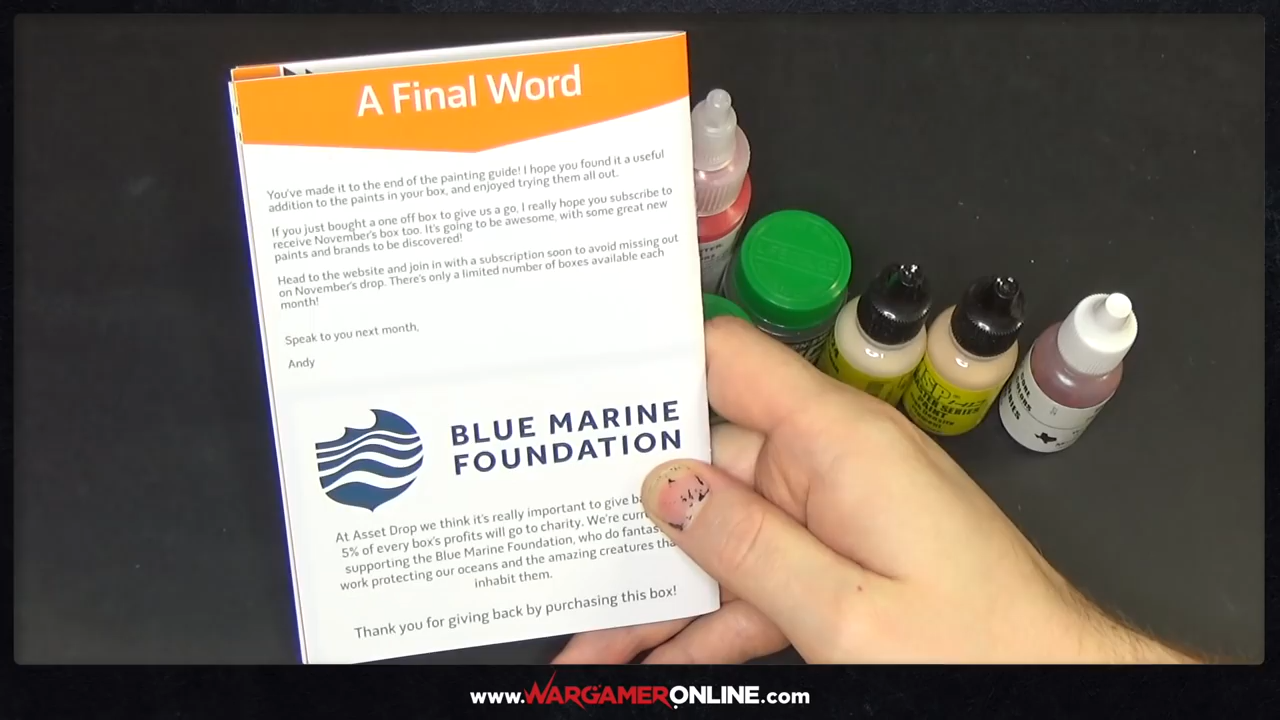 A Final Word
You've made it to the end of the painting guide! I hope you found it a useful
addition to the paints in your box, and enjoyed trying them all out.
If you just bought a one off box to give us a go, I really hope you subscribe to
receive November's box too. It's going to be awesome, with some great new
paints and brands to be discovered!
Head to the website and join in with a subscription soon to avoid missing out
on November's drop. There's only a limited number of boxes available each
month!
Speak to you next month,
Andy
BLUE MARINE
FOUNDATION
At Asset Drop we think it's really important to give
5% of every box's profits will go to charity. We're
supporting the Blue Marine Foundation, who do
work protecting our oceans and the amazing creatures
inhabit them.
Thank you for giving back by purchasing this box!
SERIES
PAINT
www.WARGAMERONLINE.com